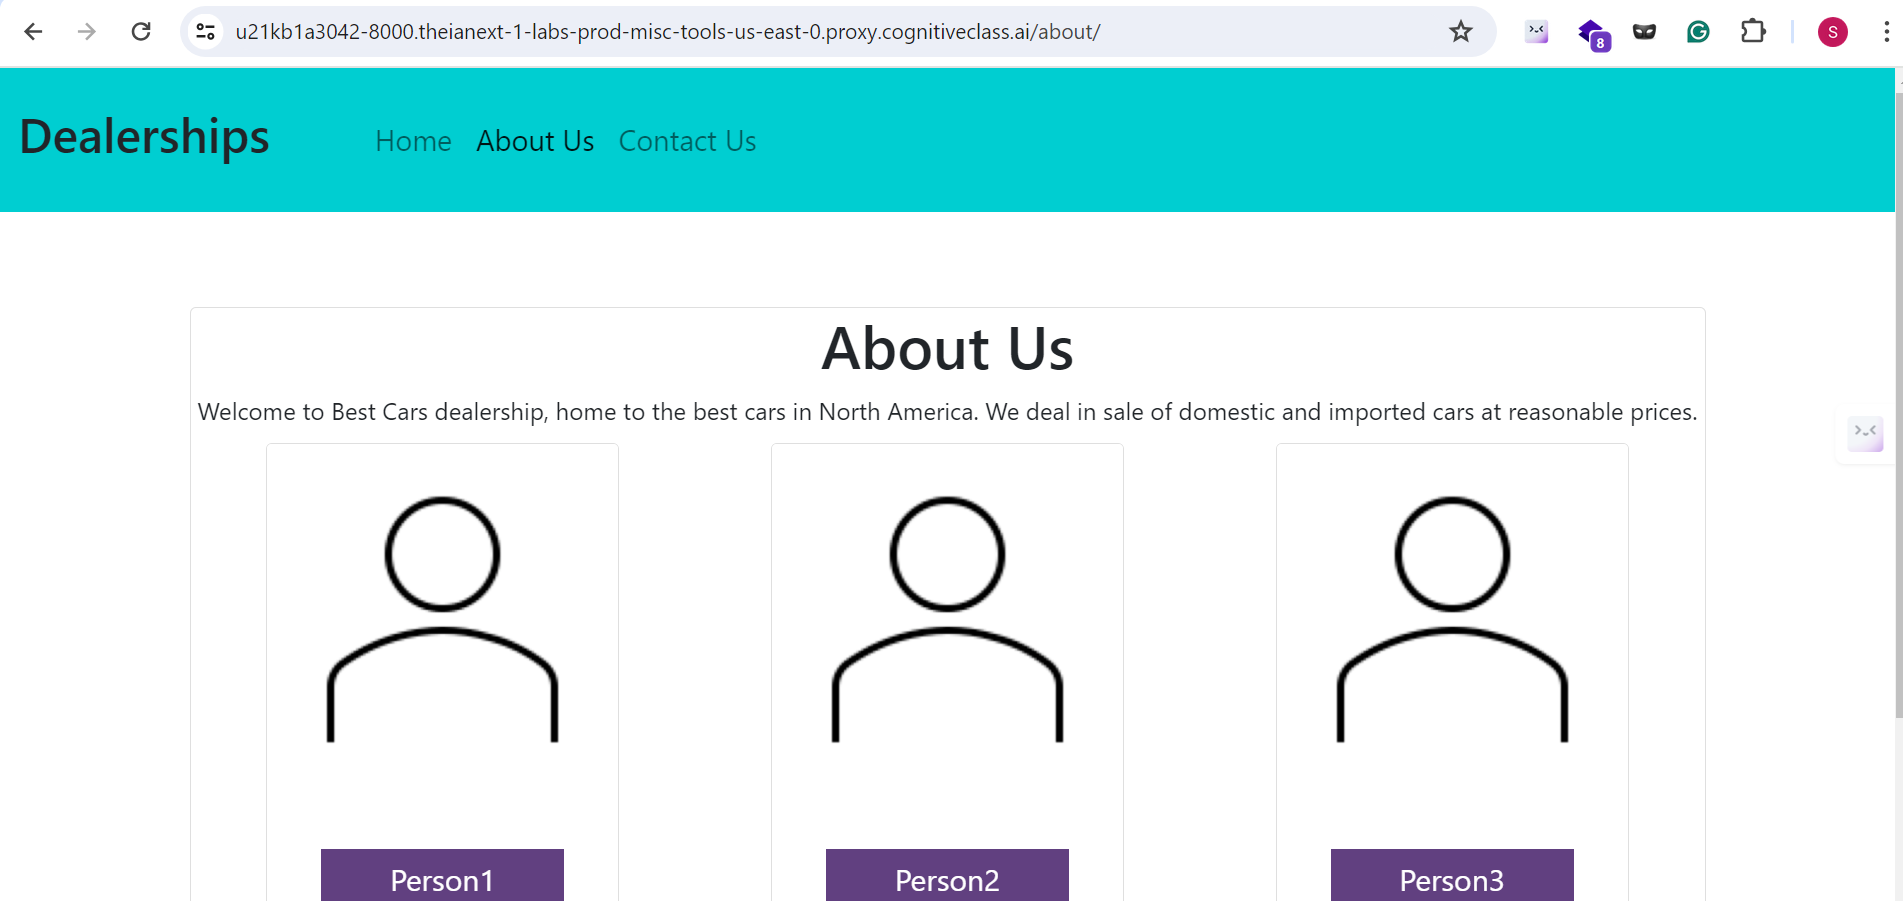 u21kb1a3042-8000.theianext-1-labs-prod-misc-tools-us-east-0.proxy.cognitiveclass.ai/about/
8
S
Dealerships
Home About Us Contact Us
About Us
Welcome to Best Cars dealership, home to the best cars in North America. We deal in sale of domestic and imported cars at reasonable prices.
Person1 Person2 Person3